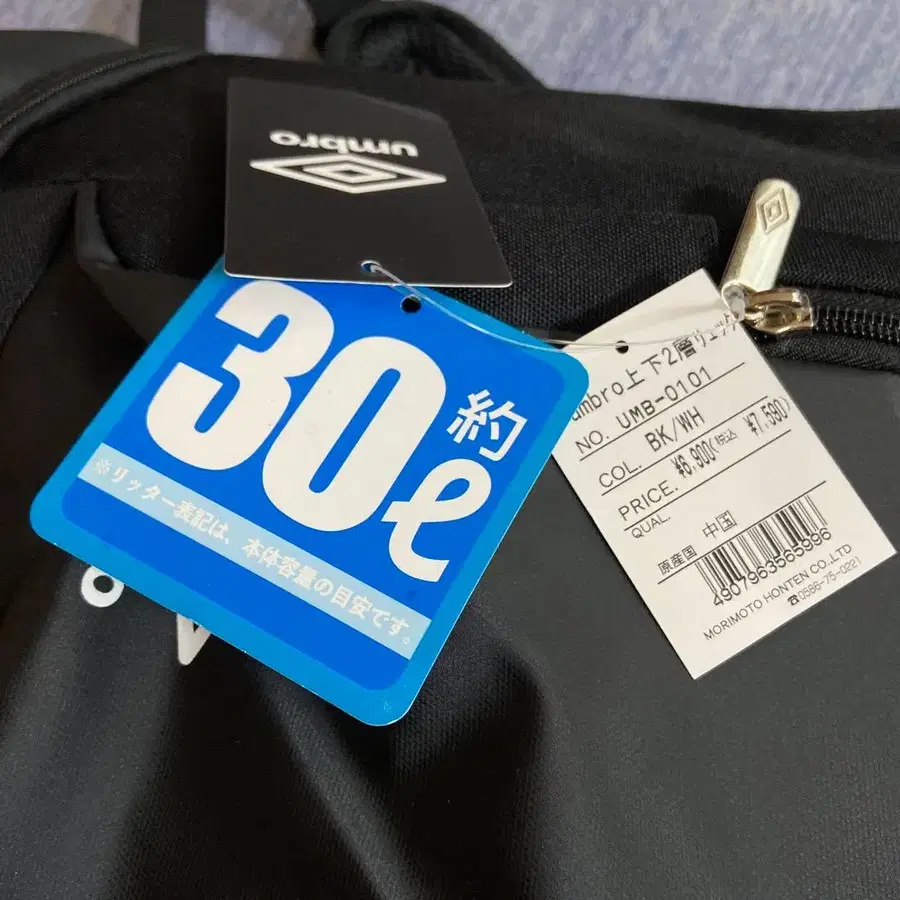 umbro
約
30ℓ
※リッター表記は、本体容量の目安です。
umbro上下2層リュック
NO. UMB-0101
COL. BK/WH
PRICE. ¥6,900(税込 ¥7,590)
QUAL.
原産国 中国
4907963565996
MORIMOTO HONTEN CO.,LTD
☎0586-75-0221